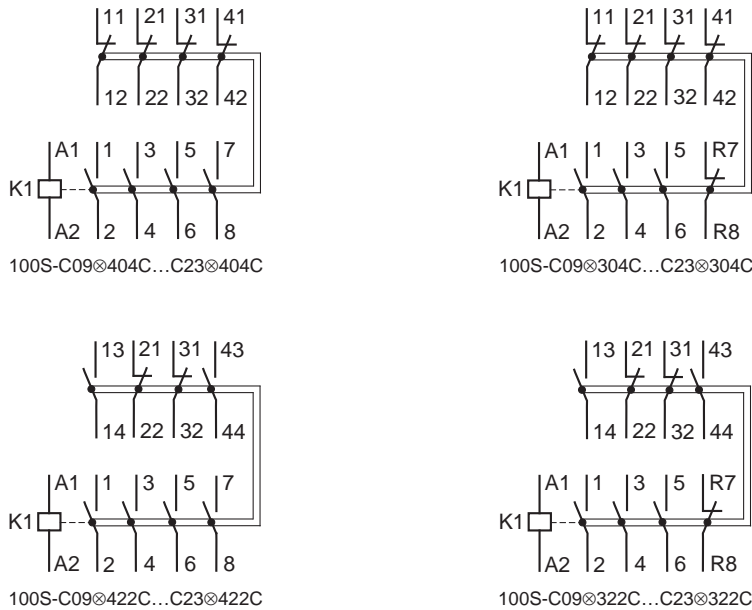 11 21 31 41
12 22 32 42
A1 1 3 5 7
K1
A2 2 4 6 8
100S-C09⊗404C…C23⊗404C
11 21 31 41
12 22 32 42
A1 1 3 5 R7
K1
A2 2 4 6 R8
100S-C09⊗304C…C23⊗304C
13 21 31 43
14 22 32 44
A1 1 3 5 7
K1
A2 2 4 6 8
100S-C09⊗422C…C23⊗422C
13 21 31 43
14 22 32 44
A1 1 3 5 R7
K1
A2 2 4 6 R8
100S-C09⊗322C…C23⊗322C